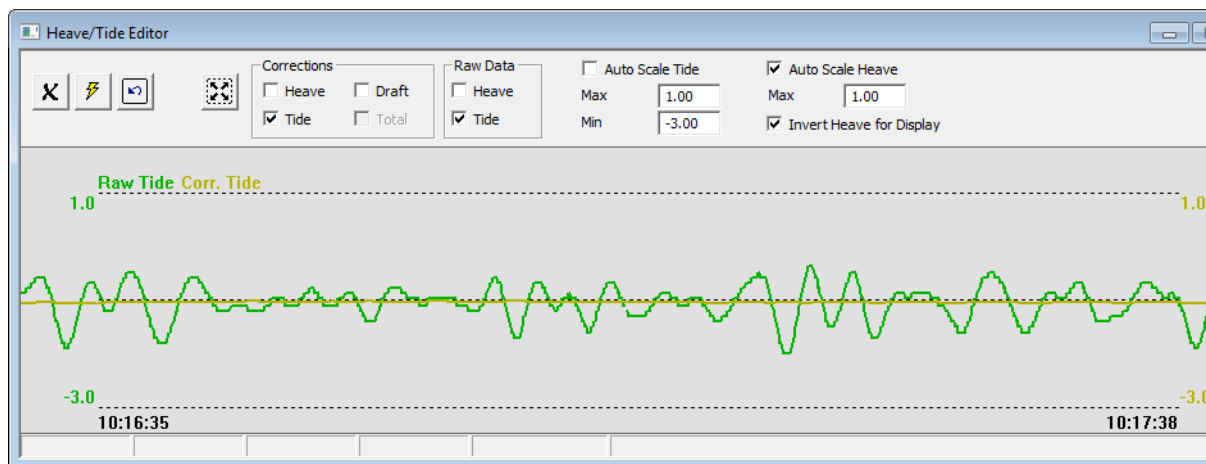 Heave/Tide Editor
Corrections
Heave Draft
Tide Total
Raw Data
Heave
Tide
Auto Scale Tide
Max 1.00
Min -3.00
Auto Scale Heave
Max 1.00
Invert Heave for Display
Raw Tide Corr. Tide
1.0 1.0
-3.0 -3.0
10:16:35 10:17:38